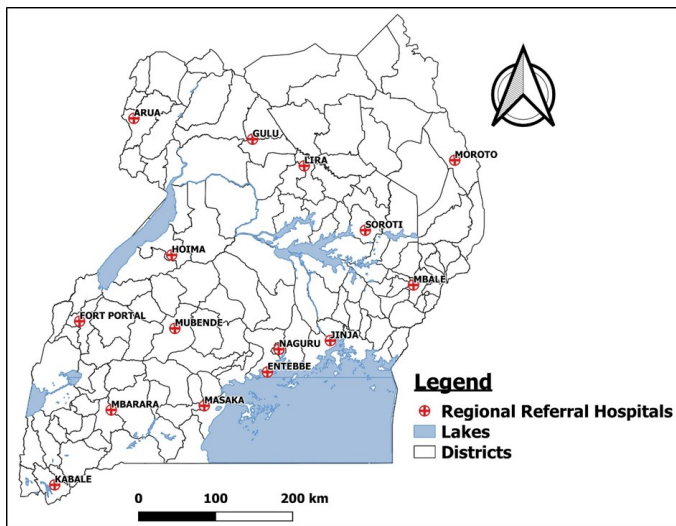 ARUA
GULU
LIRA
MOROTO
SOROTI
HOIMA
MBALE
FORT PORTAL
MUBENDE
NAGURU
JINJA
ENTEBBE
MBARARA
MASAKA
KABALE
Legend
Regional Referral Hospitals
Lakes
Districts
0 100 200 km